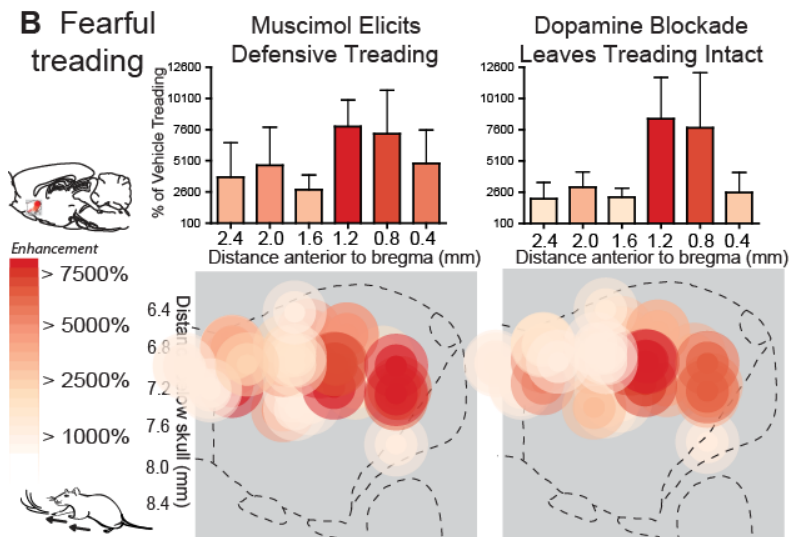 B Fearful
treading
Muscimol Elicits
Defensive Treading
Dopamine Blockade
Leaves Treading Intact
% of Vehicle Treading
12600
10100
7600
5100
2600
100
2.4 2.0 1.6 1.2 0.8 0.4
Distance anterior to bregma (mm)
12600
10100
7600
5100
2600
100
2.4 2.0 1.6 1.2 0.8 0.4
Distance anterior to bregma (mm)
Enhancement
> 7500%
> 5000%
> 2500%
> 1000%
6.4
6.8
7.2
7.6
8.0
8.4
skull (mm)